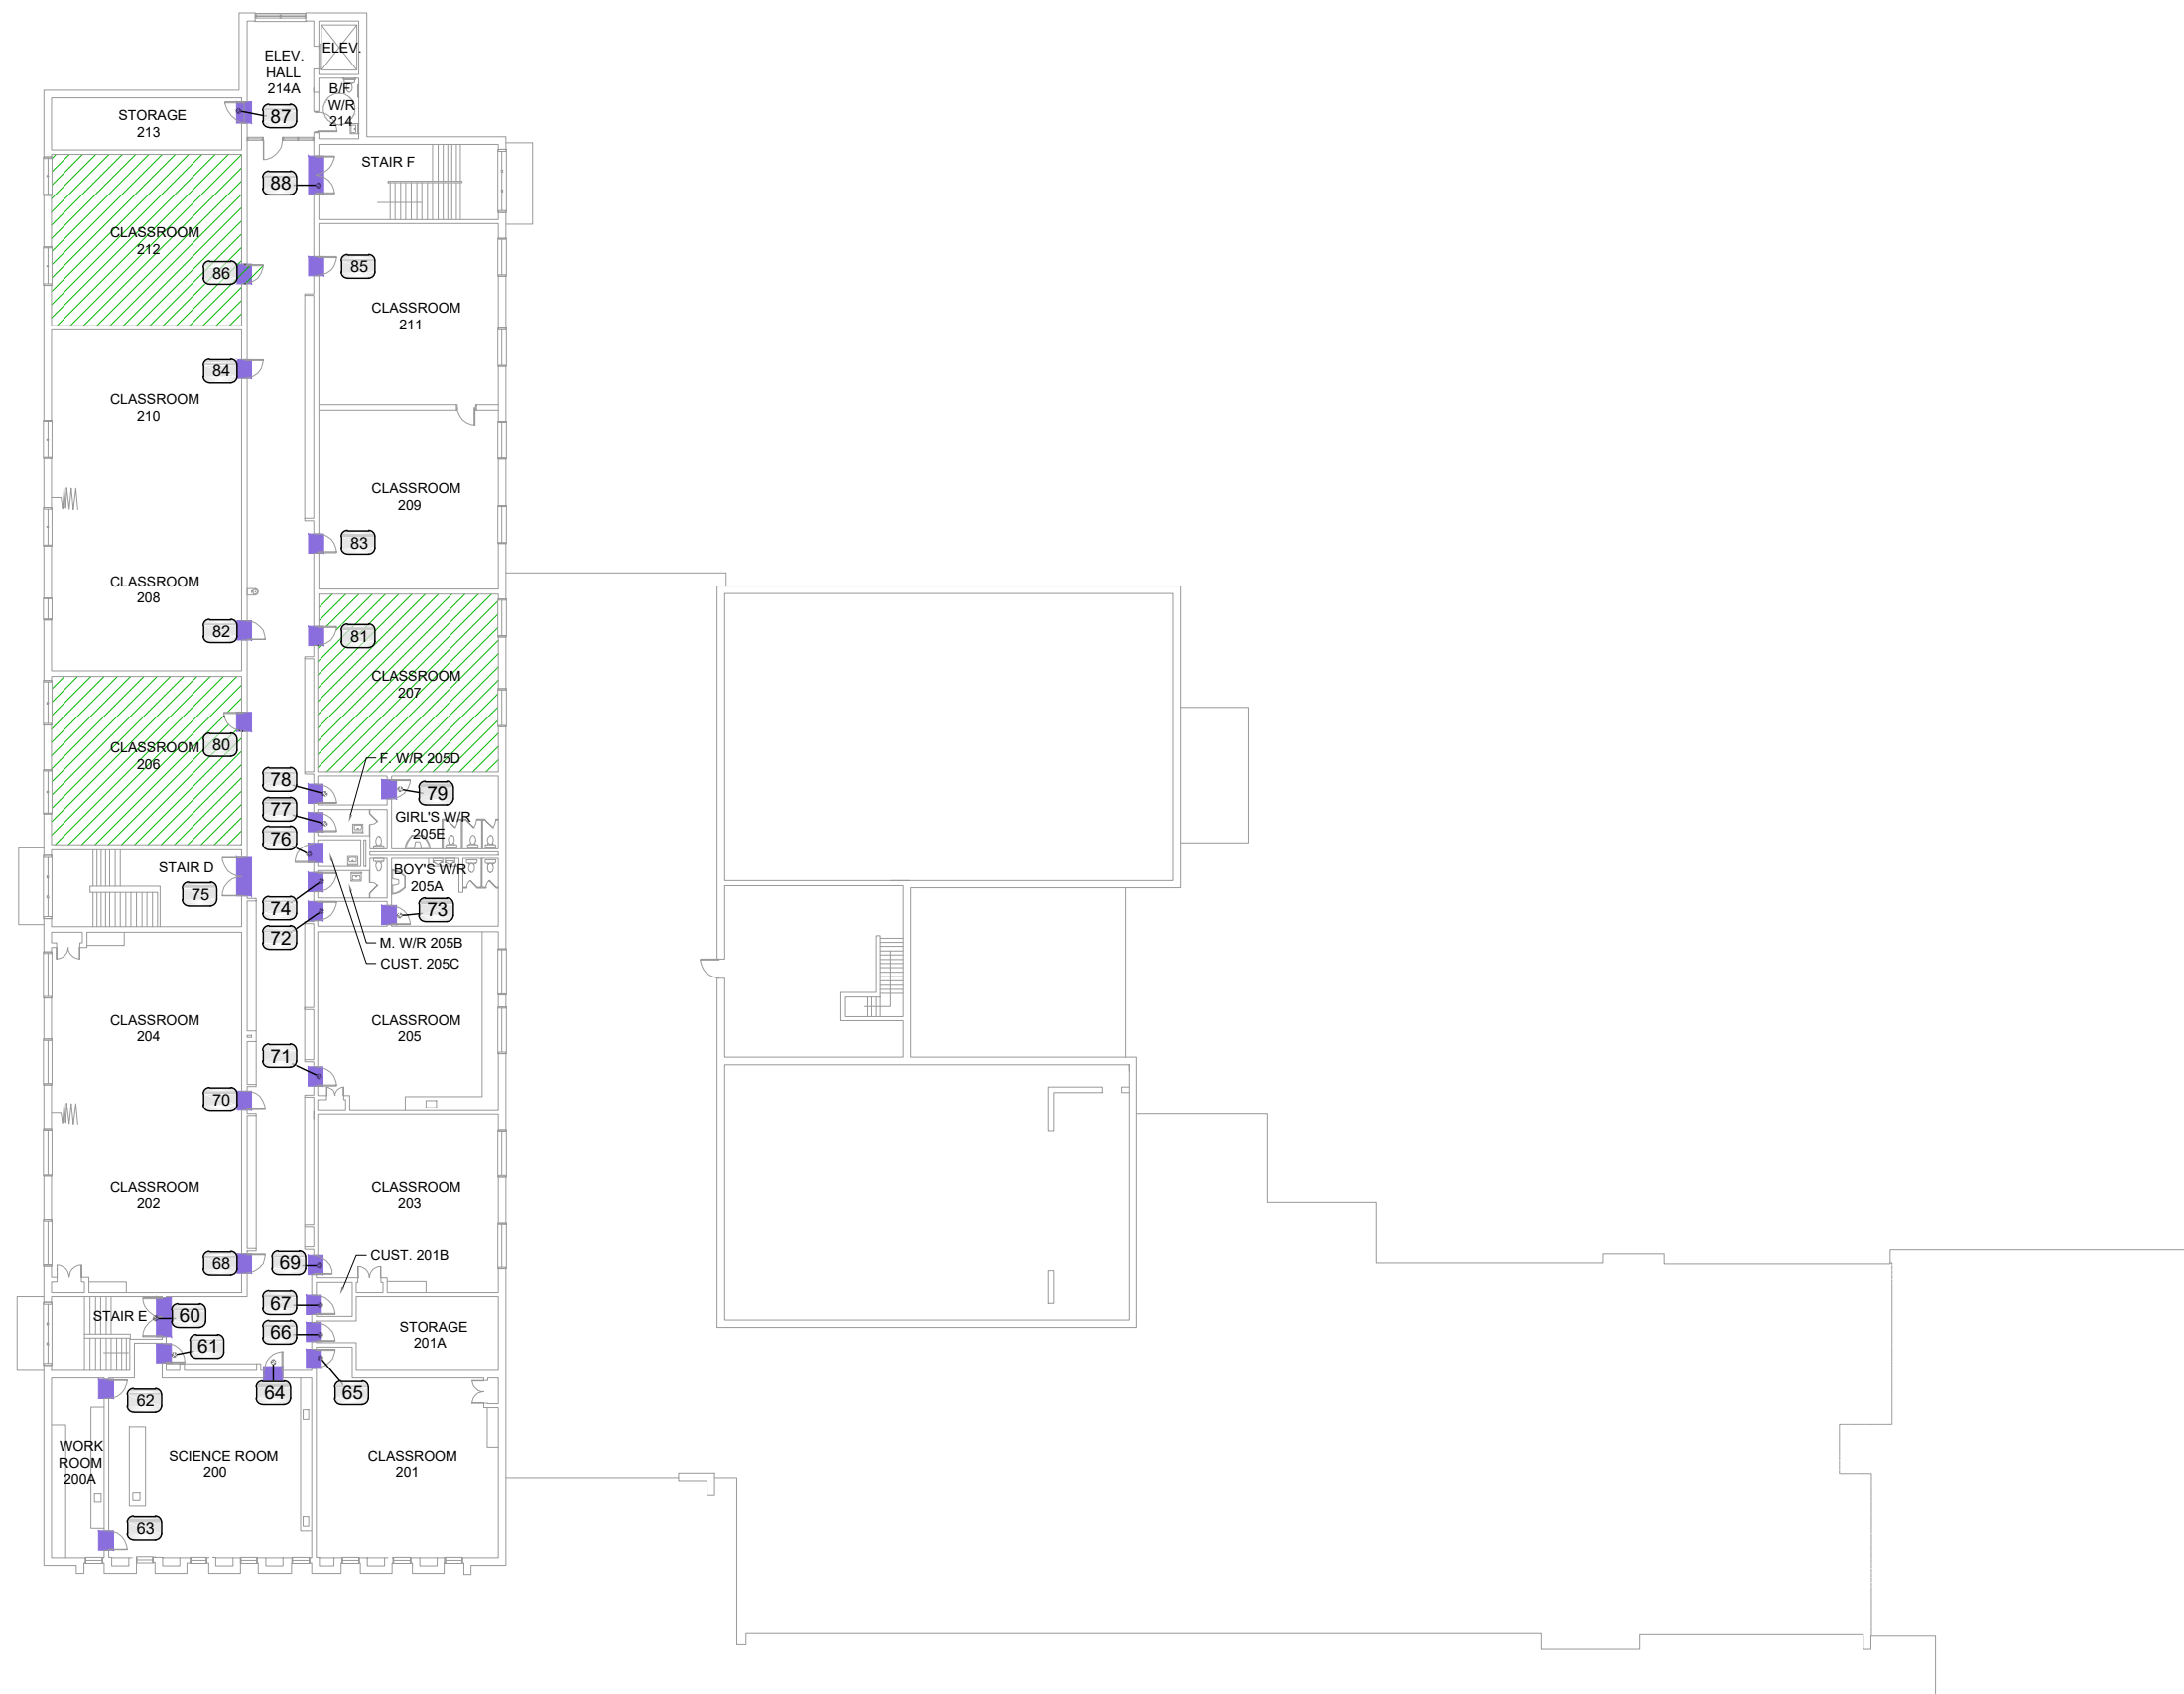 ELEV.
HALL
214A
ELEV.
B/F
W/R
214
STORAGE
213
87
STAIR F
88
CLASSROOM
212
86
85
CLASSROOM
211
84
CLASSROOM
210
CLASSROOM
209
83
CLASSROOM
208
82
81
CLASSROOM
207
80
CLASSROOM
206
F. W/R 205D
78
79
77
GIRL'S W/R
205E
76
STAIR D
75
BOY'S W/R
205A
74
73
72
M. W/R 205B
CUST. 205C
CLASSROOM
204
CLASSROOM
205
71
70
CLASSROOM
202
CLASSROOM
203
CUST. 201B
68
69
67
STAIR E
60
66
STORAGE
201A
61
64
65
62
WORK
ROOM
200A
SCIENCE ROOM
200
CLASSROOM
201
63